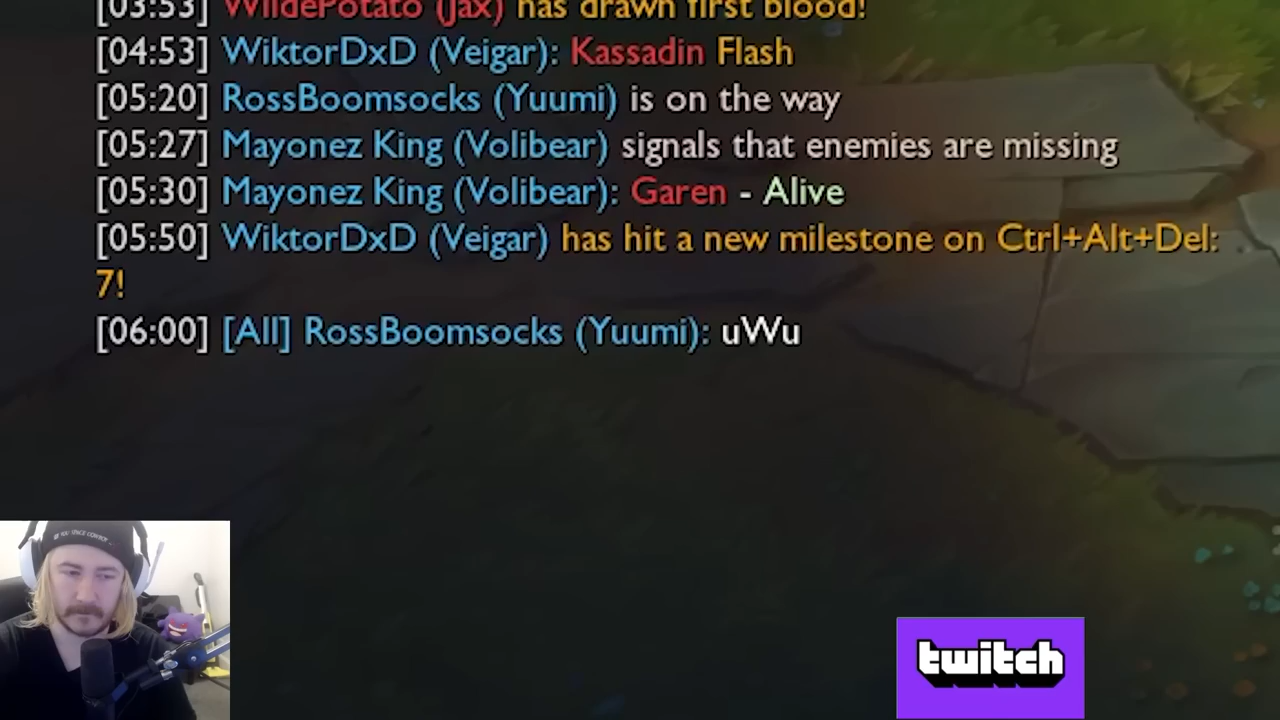 [03:53] WildePotato (Jax) has drawn first blood!
[04:53] WiktorDxD (Veigar): Kassadin Flash
[05:20] RossBoomsocks (Yuumi) is on the way
[05:27] Mayonez King (Volibear) signals that enemies are missing
[05:30] Mayonez King (Volibear): Garen - Alive
[05:50] WiktorDxD (Veigar) has hit a new milestone on Ctrl+Alt+Del:
7!
[06:00] [All] RossBoomsocks (Yuumi): uWu
SPACE COWBOY
twitch